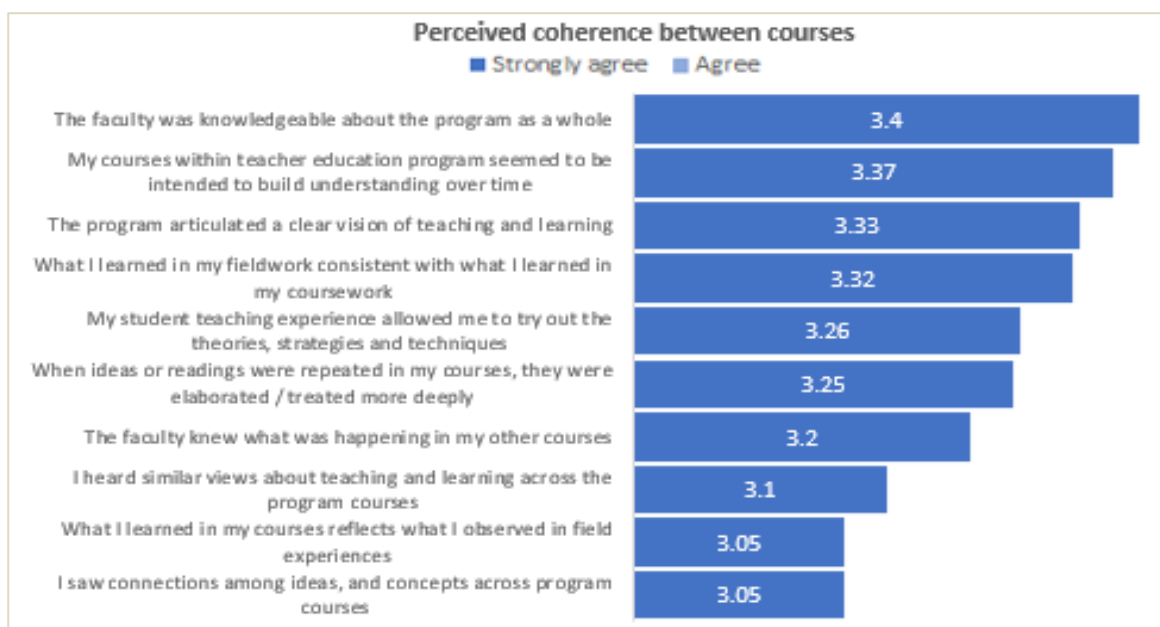 Perceived coherence between courses
Strongly agree Agree
The faculty was knowledgeable about the program as a whole
3.4
My courses within teacher education program seemed to be
intended to build understanding over time
3.37
The program articulated a clear vision of teaching and learning
3.33
What I learned in my fieldwork consistent with what I learned in
my coursework
3.32
My student teaching experience allowed me to try out the
theories, strategies and techniques
3.26
When ideas or readings were repeated in my courses, they were
elaborated / treated more deeply
3.25
The faculty knew what was happening in my other courses
3.2
I heard similar views about teaching and learning across the
program courses
3.1
What I learned in my courses reflects what I observed in field
experiences
3.05
I saw connections among ideas, and concepts across program
courses
3.05